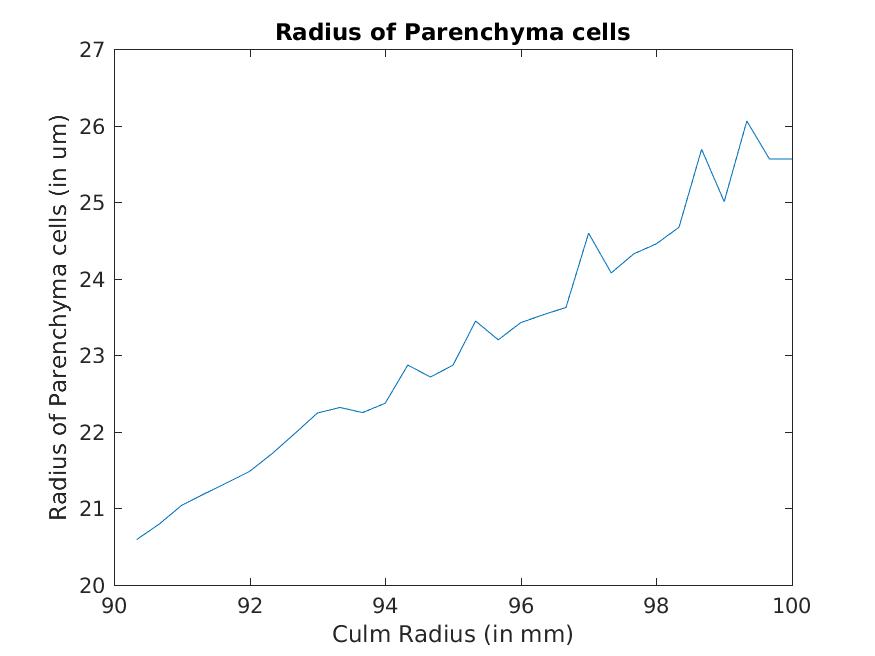 Radius of Parenchyma cells
27
26
25
24
23
22
21
20
Radius of Parenchyma cells (in um)
90 92 94 96 98 100
Culm Radius (in mm)